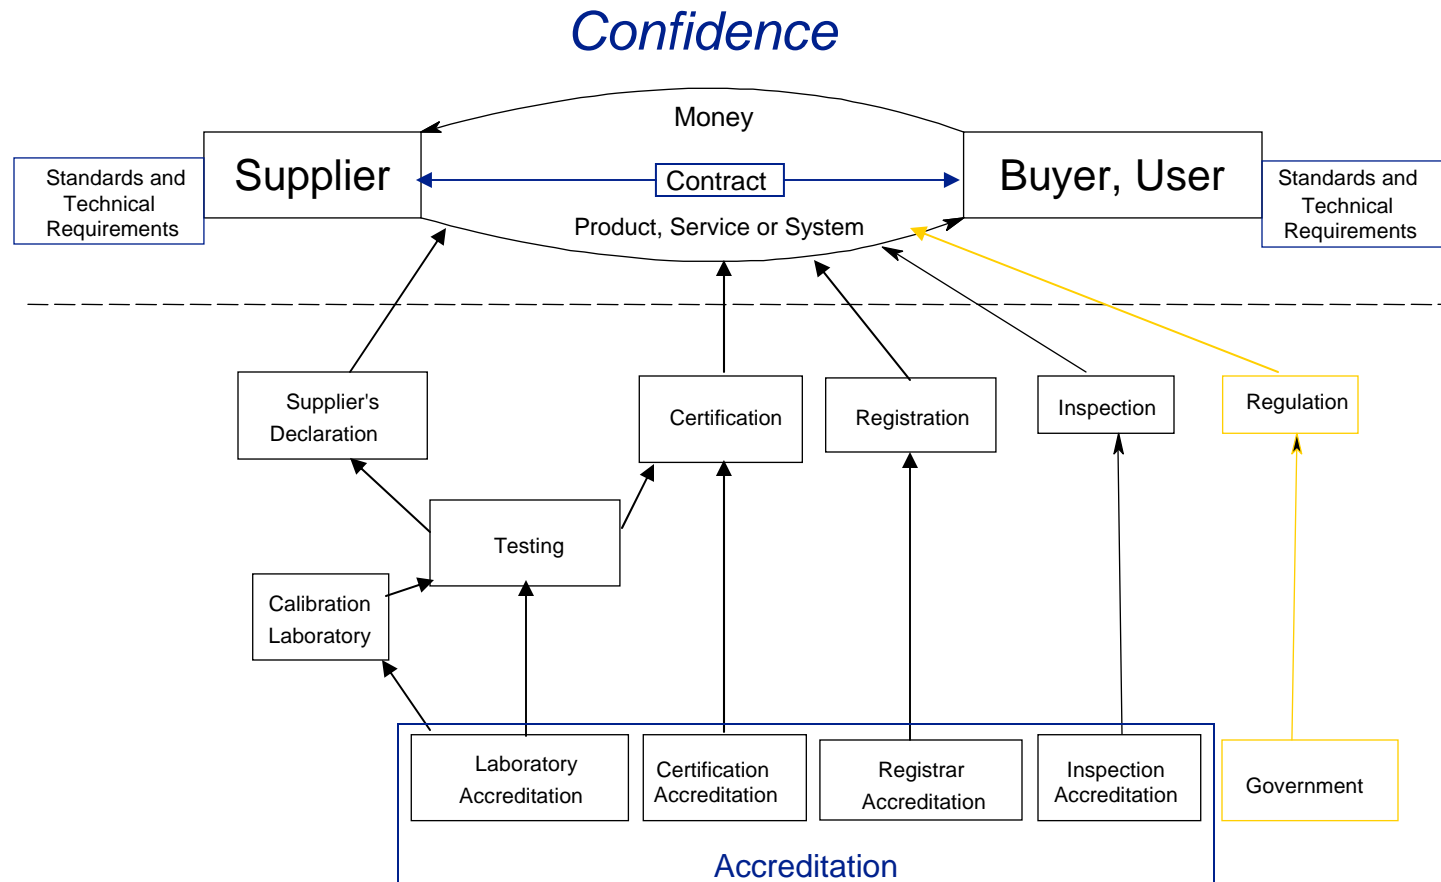 Confidence
Money
Supplier
Contract
Buyer, User
Standards and
Technical
Requirements
Standards and
Technical
Requirements
Product, Service or System
Supplier's
Declaration
Certification
Registration
Inspection
Regulation
Testing
Calibration
Laboratory
Laboratory
Accreditation
Certification
Accreditation
Registrar
Accreditation
Inspection
Accreditation
Government
Accreditation